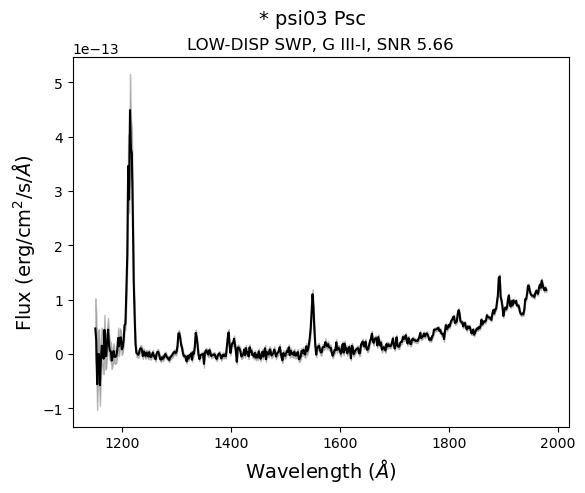 * psi03 Psc
LOW-DISP SWP, G III-I, SNR 5.66
1e−13
5
4
3
2
1
0
−1
Flux (erg/cm²/s/Å)
1200 1400 1600 1800 2000
Wavelength (Å)